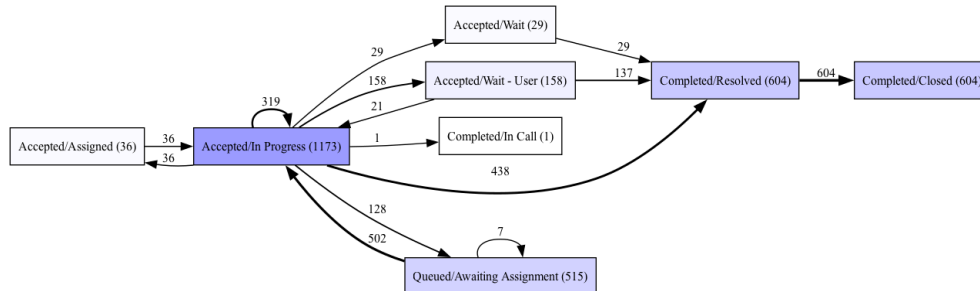 Accepted/Wait (29)
29
29
Accepted/Wait - User (158)
158
137
Completed/Resolved (604)
604
Completed/Closed (604)
319
21
Accepted/Assigned (36)
36
36
Accepted/In Progress (1173)
1
Completed/In Call (1)
438
128
502
7
Queued/Awaiting Assignment (515)